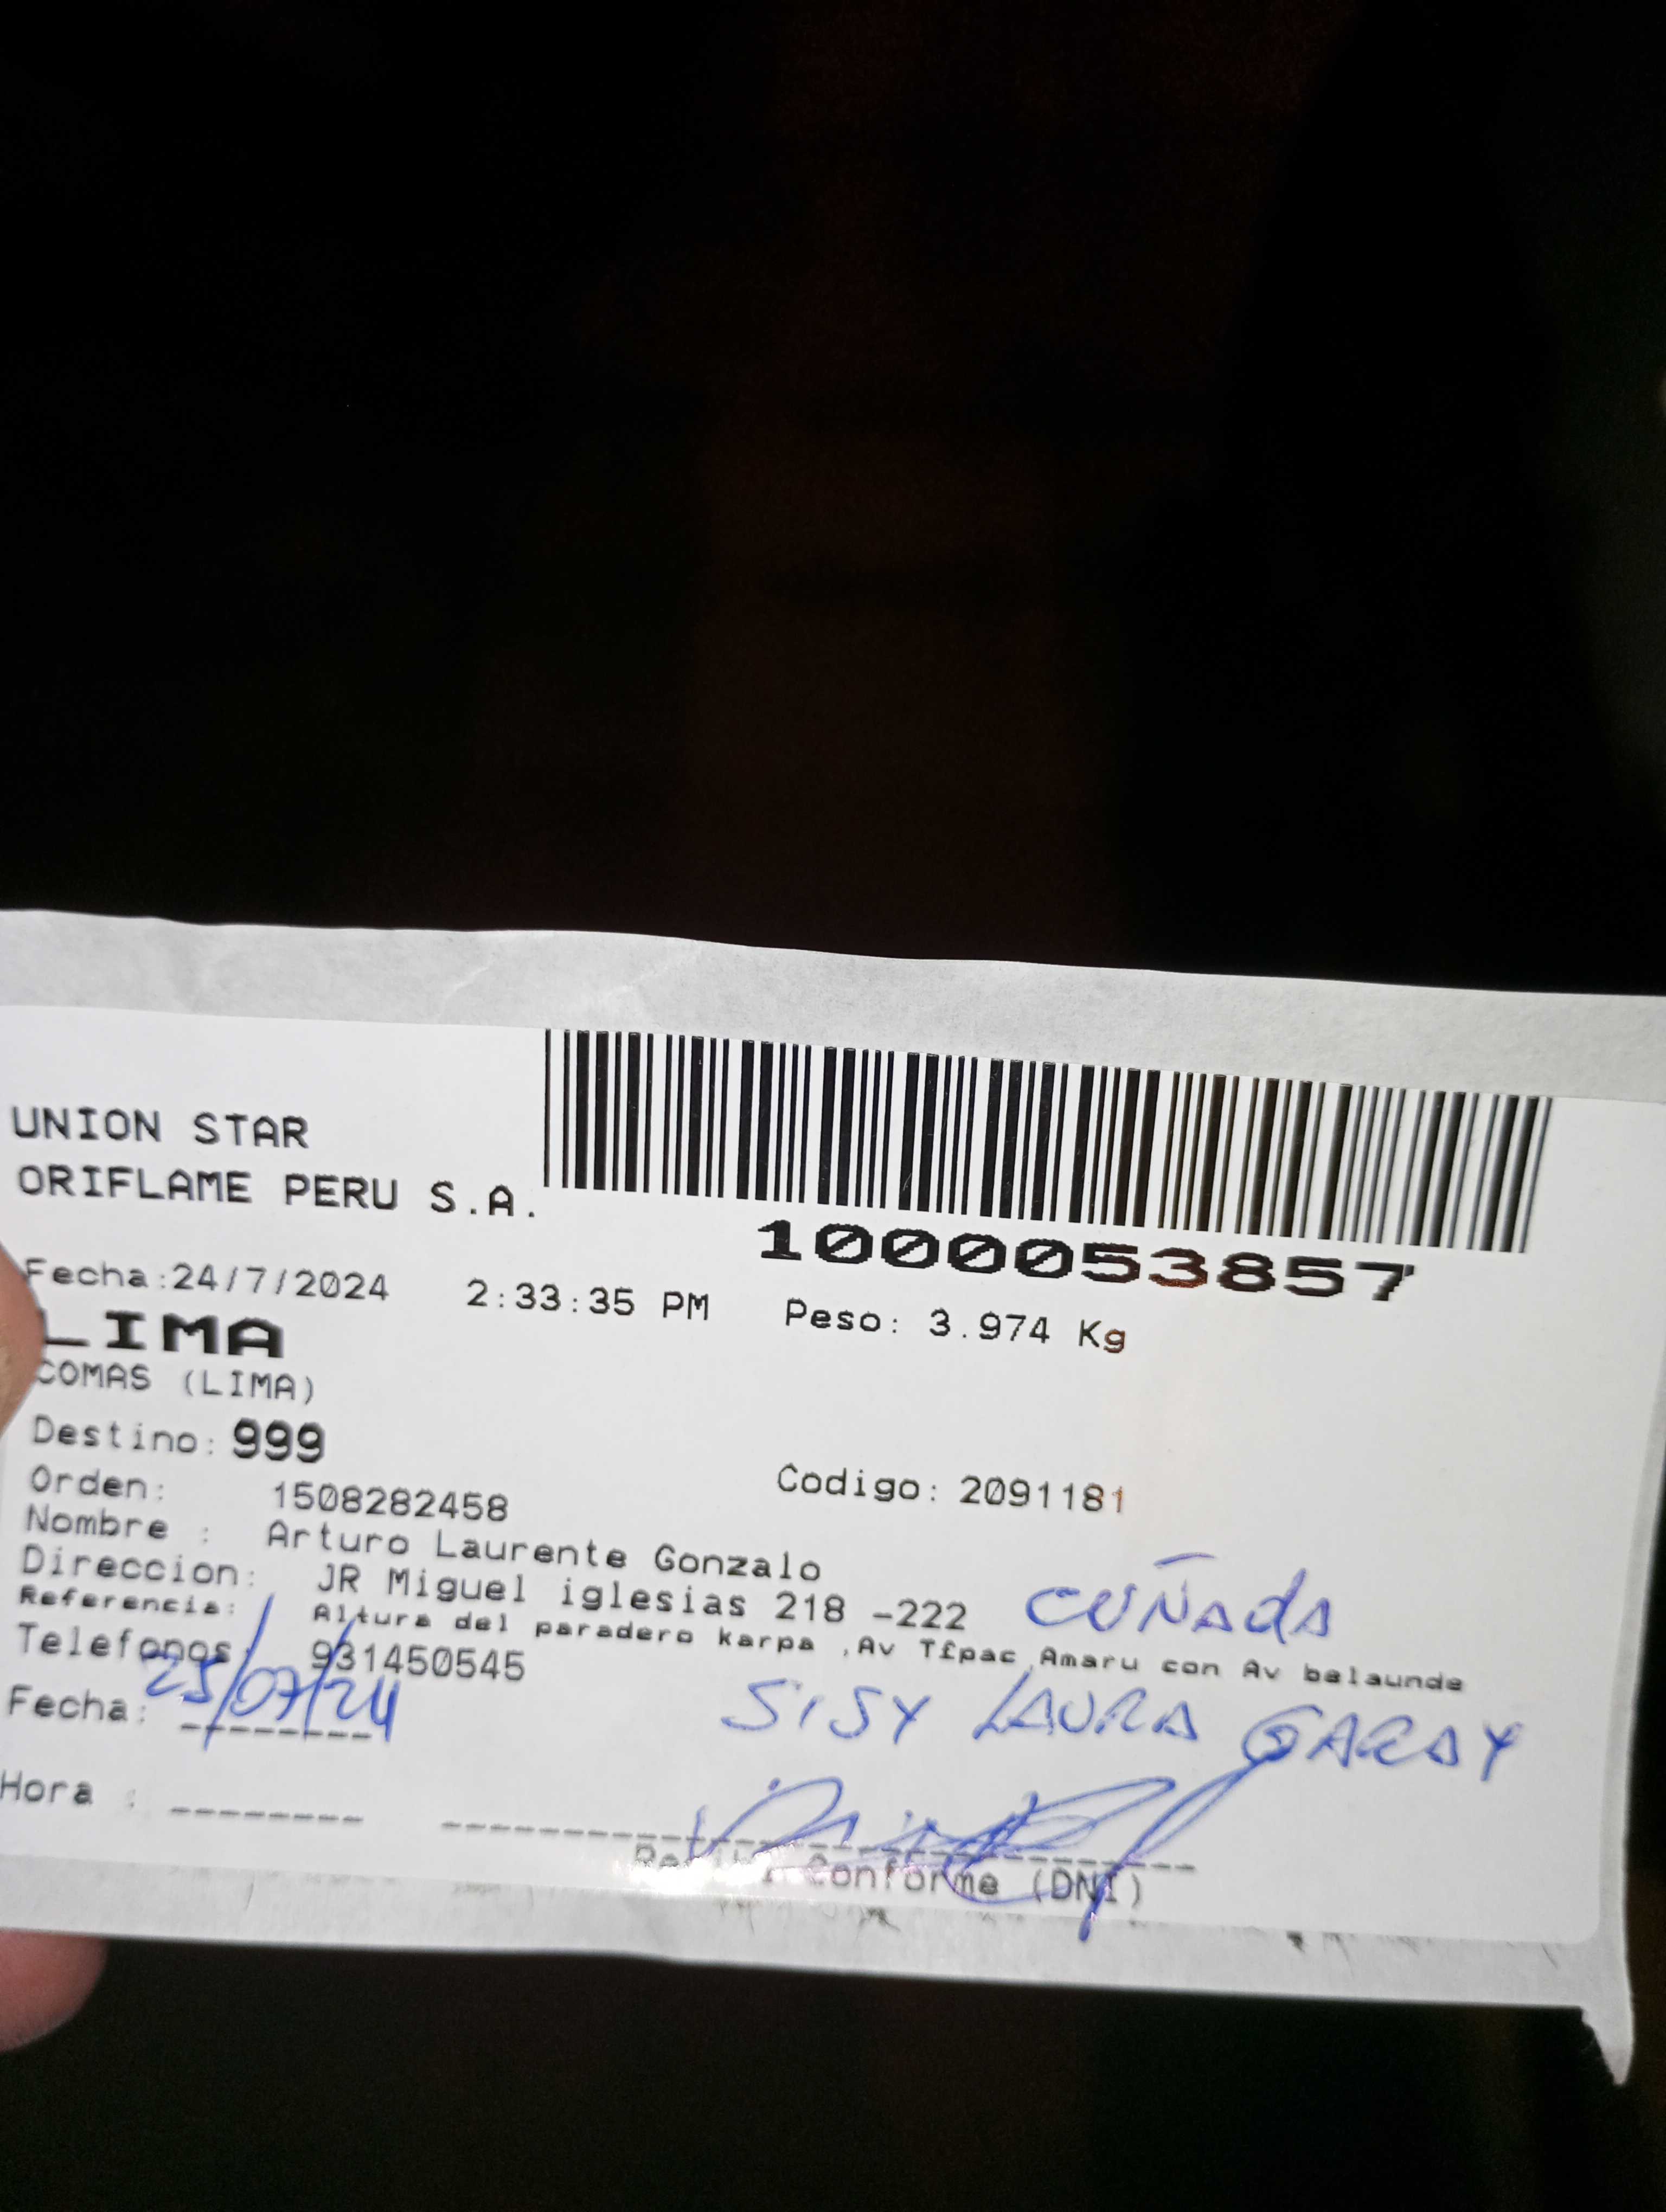 UNION STAR
ORIFLAME PERU S.A.
1000053857
Fecha:24/7/2024 2:33:35 PM Peso: 3.974 Kg
LIMA
COMAS (LIMA)
Destino: 999
Orden: 1508282458 Codigo: 2091181
Nombre : Arturo Laurente Gonzalo
Direccion: JR Miguel iglesias 218 -222 CUÑADA
Referencia: Altura del paradero karpa ,Av T£pac Amaru con Av belaunde
Telefonos: 931450545
Fecha: 25/07/24 SISY LAURA GARAY
Hora :
Recibi Conforme (DNI)